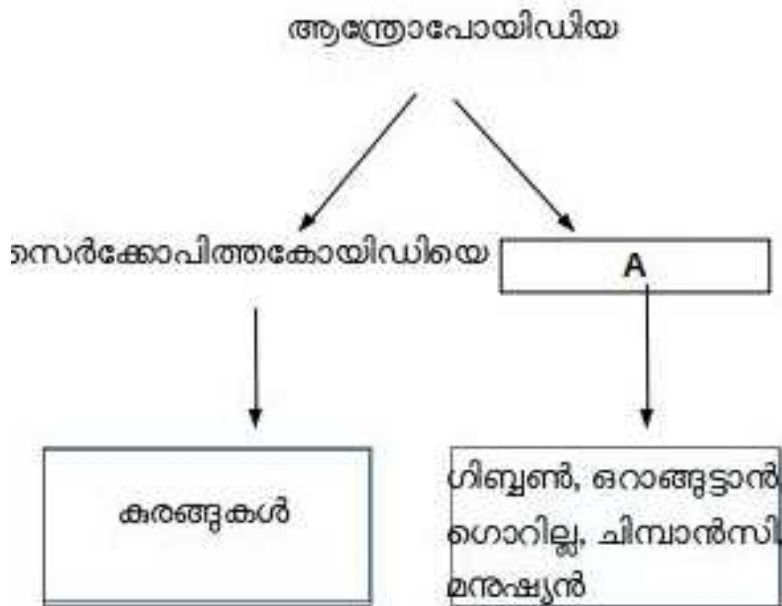 ആന്ത്രോപോയിഡിയ
സെർക്കോപിത്തകോയിഡിയെ
A
കുരങ്ങുകൾ
ഗിബ്ബൺ, ഒറാങ്ങുട്ടാൻ,
ഗൊറില്ല, ചിമ്പാൻസി,
മനുഷ്യൻ